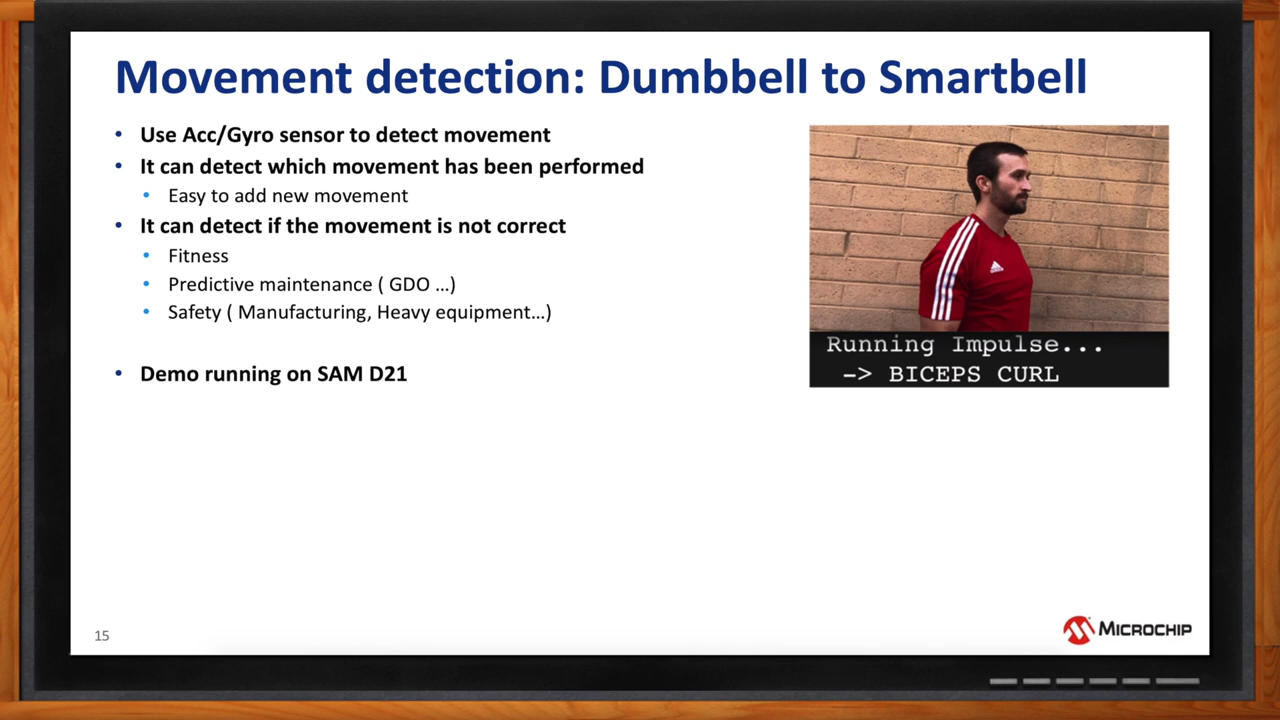 Movement detection: Dumbbell to Smartbell
• Use Acc/Gyro sensor to detect movement
• It can detect which movement has been performed
• Easy to add new movement
• It can detect if the movement is not correct
• Fitness
• Predictive maintenance ( GDO ...)
• Safety ( Manufacturing, Heavy equipment...)
• Demo running on SAM D21
Running Impulse...
-> BICEPS CURL
adidas
15
MICROCHIP